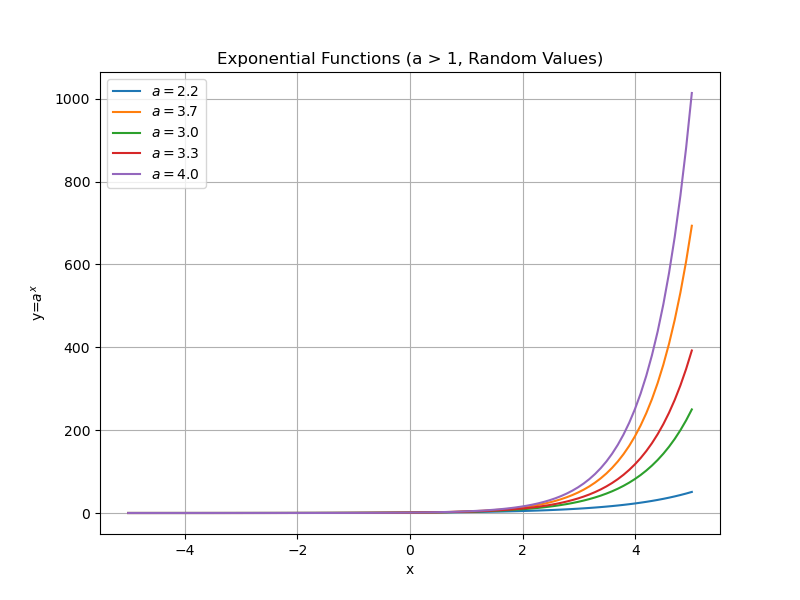 Exponential Functions (a > 1, Random Values)
a = 2.2
a = 3.7
a = 3.0
a = 3.3
a = 4.0
1000
800
600
400
200
0
y=aˣ
−4 −2 0 2 4
x